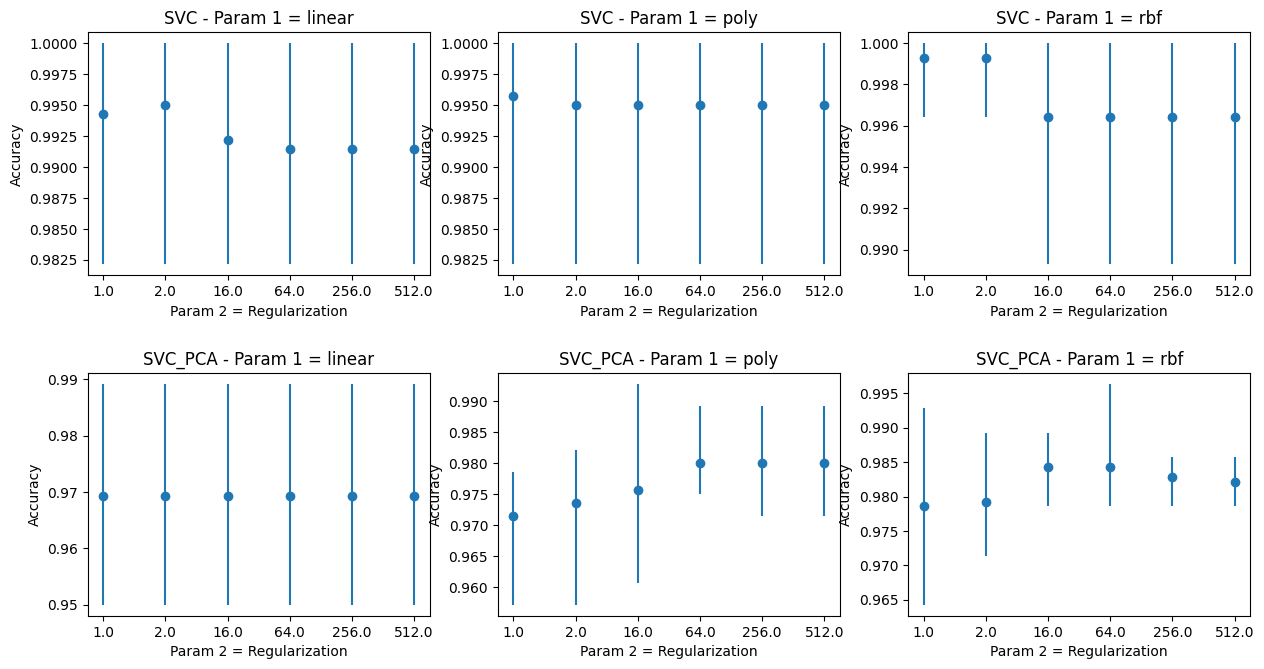 SVC - Param 1 = linear
1.0000
0.9975
0.9950
0.9925
0.9900
0.9875
0.9850
0.9825
Accuracy
1.0 2.0 16.0 64.0 256.0 512.0
Param 2 = Regularization
SVC - Param 1 = poly
1.0000
0.9975
0.9950
0.9925
0.9900
0.9875
0.9850
0.9825
Accuracy
1.0 2.0 16.0 64.0 256.0 512.0
Param 2 = Regularization
SVC - Param 1 = rbf
1.000
0.998
0.996
0.994
0.992
0.990
Accuracy
1.0 2.0 16.0 64.0 256.0 512.0
Param 2 = Regularization
SVC_PCA - Param 1 = linear
0.99
0.98
0.97
0.96
0.95
Accuracy
1.0 2.0 16.0 64.0 256.0 512.0
Param 2 = Regularization
SVC_PCA - Param 1 = poly
0.990
0.985
0.980
0.975
0.970
0.965
0.960
Accuracy
1.0 2.0 16.0 64.0 256.0 512.0
Param 2 = Regularization
SVC_PCA - Param 1 = rbf
0.995
0.990
0.985
0.980
0.975
0.970
0.965
Accuracy
1.0 2.0 16.0 64.0 256.0 512.0
Param 2 = Regularization